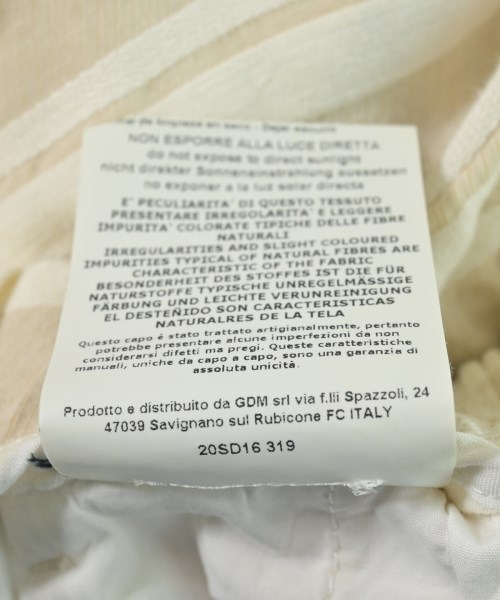 NON ESPORRE ALLA LUCE DIRETTA
do not expose to direct sunlight
nicht direkter Sonneneinstrahlung aussetzen
no exponer a la luz solar directa
E' PECULIARITA' DI QUESTO TESSUTO
PRESENTARE IRREGOLARITA' E LEGGERE
IMPURITA' COLORATE TIPICHE DELLE FIBRE
NATURALI
IRREGULARITIES AND SLIGHT COLOURED
IMPURITIES TYPICAL OF NATURAL FIBRES ARE
CHARACTERISTIC OF THE FABRIC
BESONDERHEIT DES STOFFES IST DIE FÜR
NATURSTOFFE TYPISCHE UNREGELMÄSSIGE
FÄRBUNG UND LEICHTE VERUNREINIGUNG
EL DESTEÑIDO SON CARACTERISTICAS
NATURALRES DE LA TELA
Questo capo è stato trattato artigianalmente, pertanto
potrebbe presentare alcune imperfezioni da non
considerarsi difetti ma pregi. Queste caratteristiche
manuali, uniche da capo a capo, sono una garanzia di
assoluta unicità.
Prodotto e distribuito da GDM srl via f.lli Spazzoli, 24
47039 Savignano sul Rubicone FC ITALY
20SD16 319